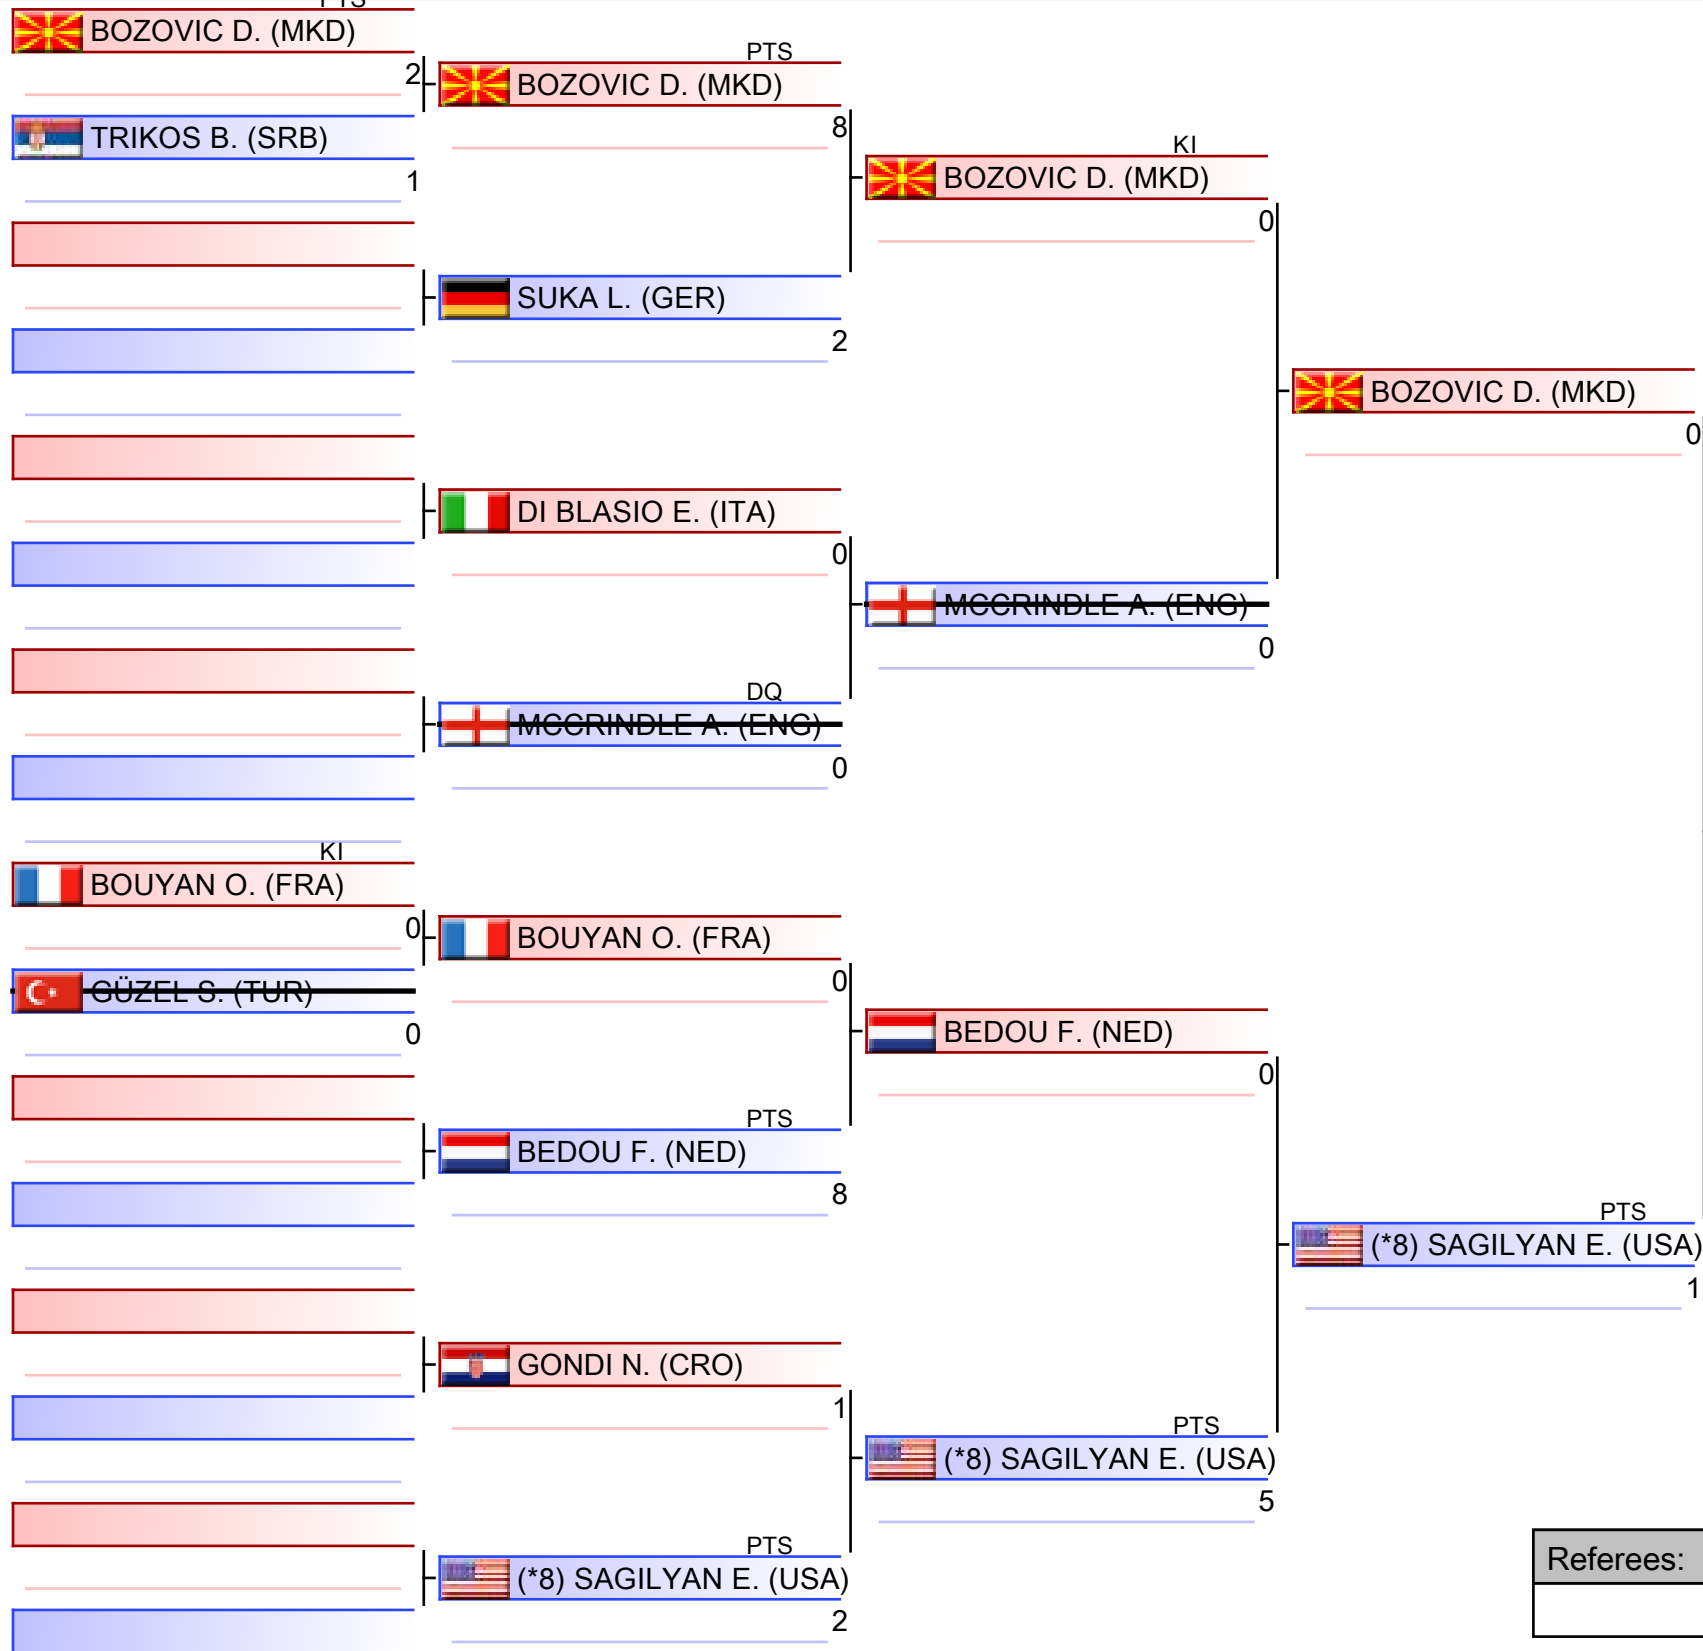 PTS
BOZOVIC D. (MKD)
2
TRIKOS B. (SRB)
1
KI
BOUYAN O. (FRA)
0
GÜZEL S. (TUR)
0
PTS
BOZOVIC D. (MKD)
8
SUKA L. (GER)
2
DI BLASIO E. (ITA)
0
DQ
MCCRINDLE A. (ENG)
0
BOUYAN O. (FRA)
0
PTS
BEDOU F. (NED)
8
GONDI N. (CRO)
1
PTS
(*8) SAGILYAN E. (USA)
2
KI
BOZOVIC D. (MKD)
0
MCCRINDLE A. (ENG)
0
BEDOU F. (NED)
0
PTS
(*8) SAGILYAN E. (USA)
5
BOZOVIC D. (MKD)
0
PTS
(*8) SAGILYAN E. (USA)
1
Referees: